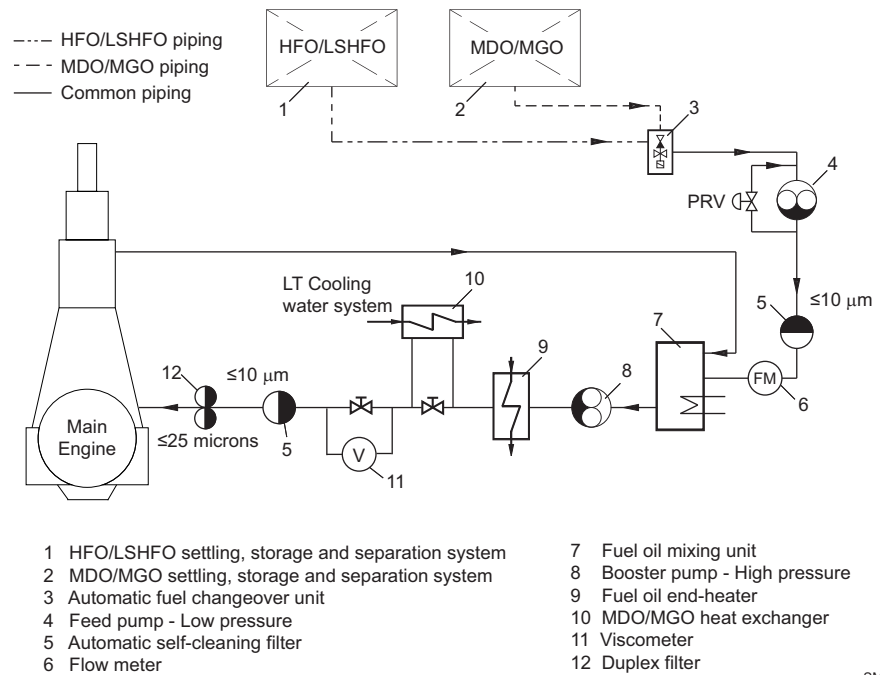 HFO/LSHFO piping
MDO/MGO piping
Common piping
HFO/LSHFO
MDO/MGO
1
2
3
4
PRV
5
≤10 μm
LT Cooling
water system
10
7
9
8
FM
6
12
≤10 μm
≤25 microns
5
V
11
Main
Engine
1 HFO/LSHFO settling, storage and separation system
2 MDO/MGO settling, storage and separation system
3 Automatic fuel changeover unit
4 Feed pump - Low pressure
5 Automatic self-cleaning filter
6 Flow meter
7 Fuel oil mixing unit
8 Booster pump - High pressure
9 Fuel oil end-heater
10 MDO/MGO heat exchanger
11 Viscometer
12 Duplex filter